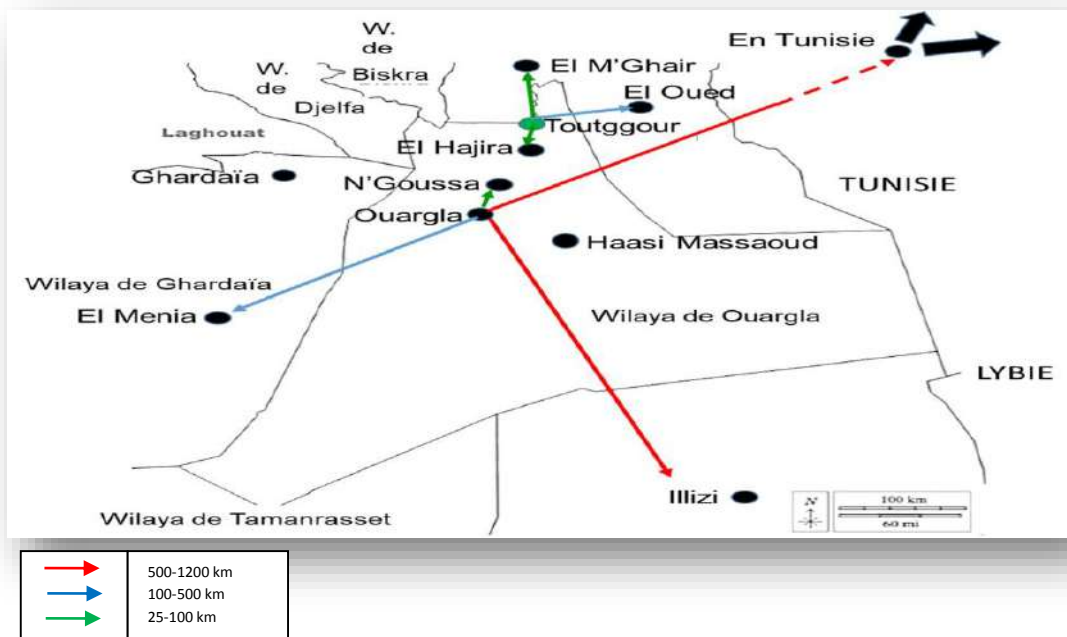 W.
de
Biskra
En Tunisie
El M'Ghair
W.
de
Djelfa
El Oued
Toutggour
Laghouat
El Hajira
Ghardaïa
N'Goussa
TUNISIE
Ouargla
Haasi Massaoud
Wilaya de Ghardaïa
El Menia
Wilaya de Ouargla
LYBIE
Illizi
N
100 km
60 mi
Wilaya de Tamanrasset
500-1200 km
100-500 km
25-100 km